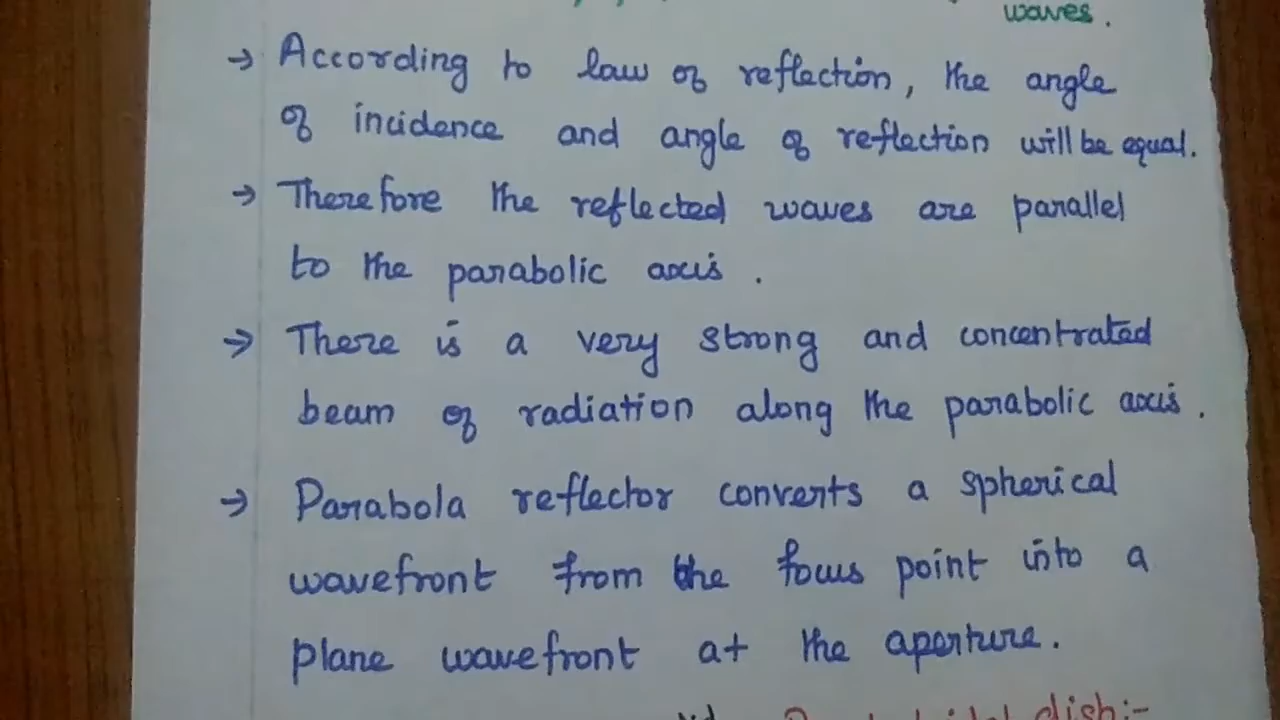 waves.
→ According to law of reflection, the angle
of incidence and angle of reflection will be equal.
→ Therefore the reflected waves are parallel
to the parabolic axis.
→ There is a very strong and concentrated
beam of radiation along the parabolic axis.
→ Parabola reflector converts a spherical
wavefront from the focus point into a
plane wavefront at the aperture.
dish:-